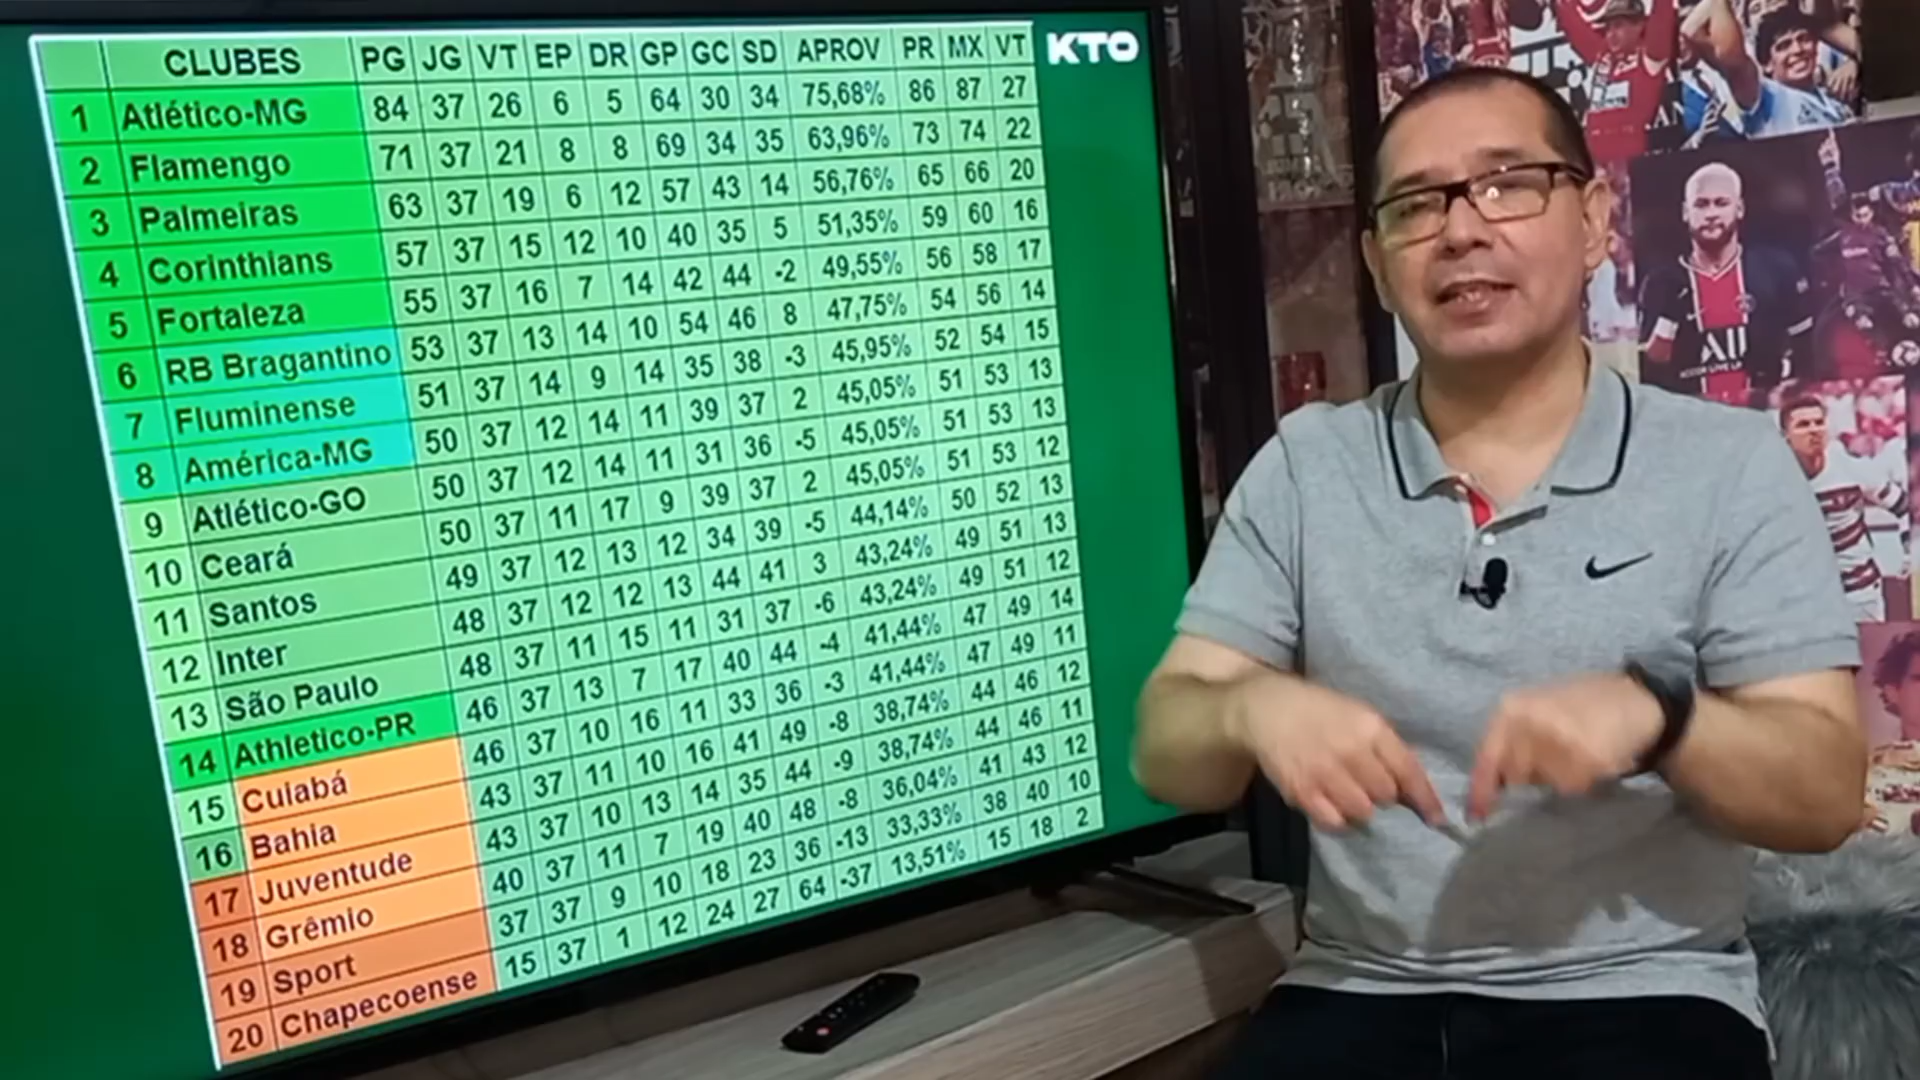 CLUBES PG JG VT EP DR GP GC SD APROV PR MX VT KTO
1 Atlético-MG 84 37 26 6 5 64 30 34 75,68% 86 87 27
2 Flamengo 71 37 21 8 8 69 34 35 63,96% 73 74 22
3 Palmeiras 63 37 19 6 12 57 43 14 56,76% 65 66 20
4 Corinthians 57 37 15 12 10 40 35 5 51,35% 59 60 16
5 Fortaleza 55 37 16 7 14 42 44 -2 49,55% 56 58 17
6 RB Bragantino 53 37 13 14 10 54 46 8 47,75% 54 56 14
7 Fluminense 51 37 14 9 14 35 38 -3 45,95% 52 54 15
8 América-MG 50 37 12 14 11 39 37 2 45,05% 51 53 13
9 Atlético-GO 50 37 12 14 11 31 36 -5 45,05% 51 53 13
10 Ceará 50 37 11 17 9 39 37 2 45,05% 51 53 12
11 Santos 49 37 12 13 12 34 39 -5 44,14% 50 52 13
12 Inter 48 37 12 12 13 44 41 3 43,24% 49 51 13
13 São Paulo 48 37 11 15 11 31 37 -6 43,24% 49 51 12
14 Athletico-PR 46 37 13 7 17 40 44 -4 41,44% 47 49 14
15 Cuiabá 46 37 10 16 11 33 36 -3 41,44% 47 49 11
16 Bahia 43 37 11 10 16 41 49 -8 38,74% 44 46 12
17 Juventude 43 37 10 13 14 35 44 -9 38,74% 44 46 11
18 Grêmio 40 37 11 7 19 40 48 -8 36,04% 41 43 12
19 Sport 37 37 9 10 18 23 36 -13 33,33% 38 40 10
20 Chapecoense 15 37 1 12 24 27 64 -37 13,51% 15 18 2